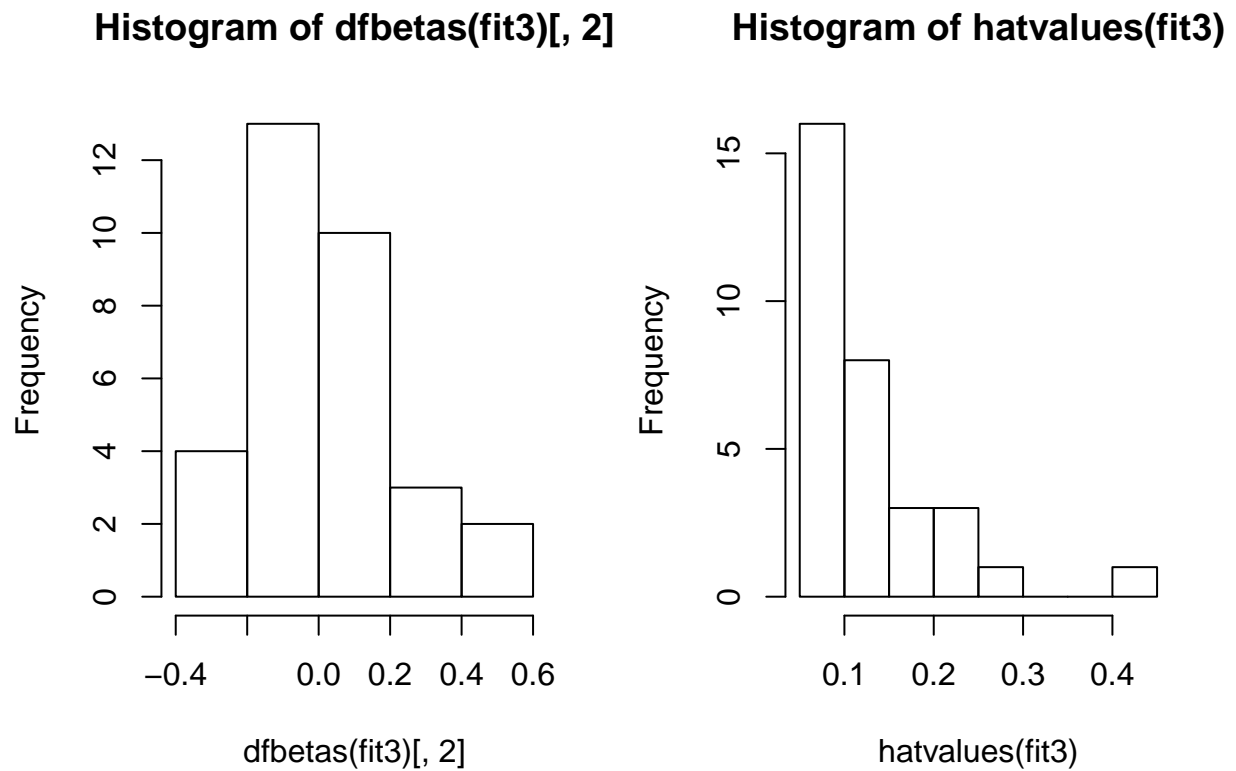 Histogram of dfbetas(fit3)[, 2]
Frequency
12
10
8
6
4
2
0
−0.4 0.0 0.2 0.4 0.6
dfbetas(fit3)[, 2]
Histogram of hatvalues(fit3)
Frequency
15
10
5
0
0.1 0.2 0.3 0.4
hatvalues(fit3)